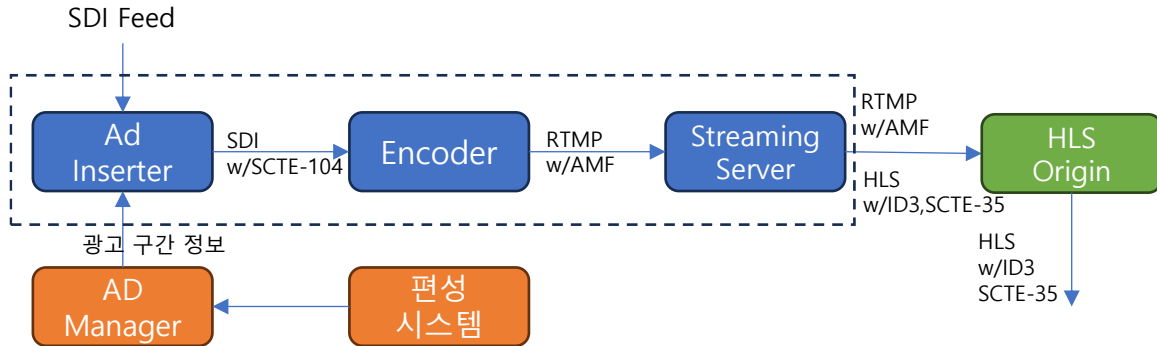 SDI Feed
Ad
Inserter
SDI
w/SCTE-104
Encoder
RTMP
w/AMF
Streaming
Server
RTMP
w/AMF
HLS
w/ID3,SCTE-35
HLS
Origin
광고 구간 정보
AD
Manager
편성
시스템
HLS
w/ID3
SCTE-35